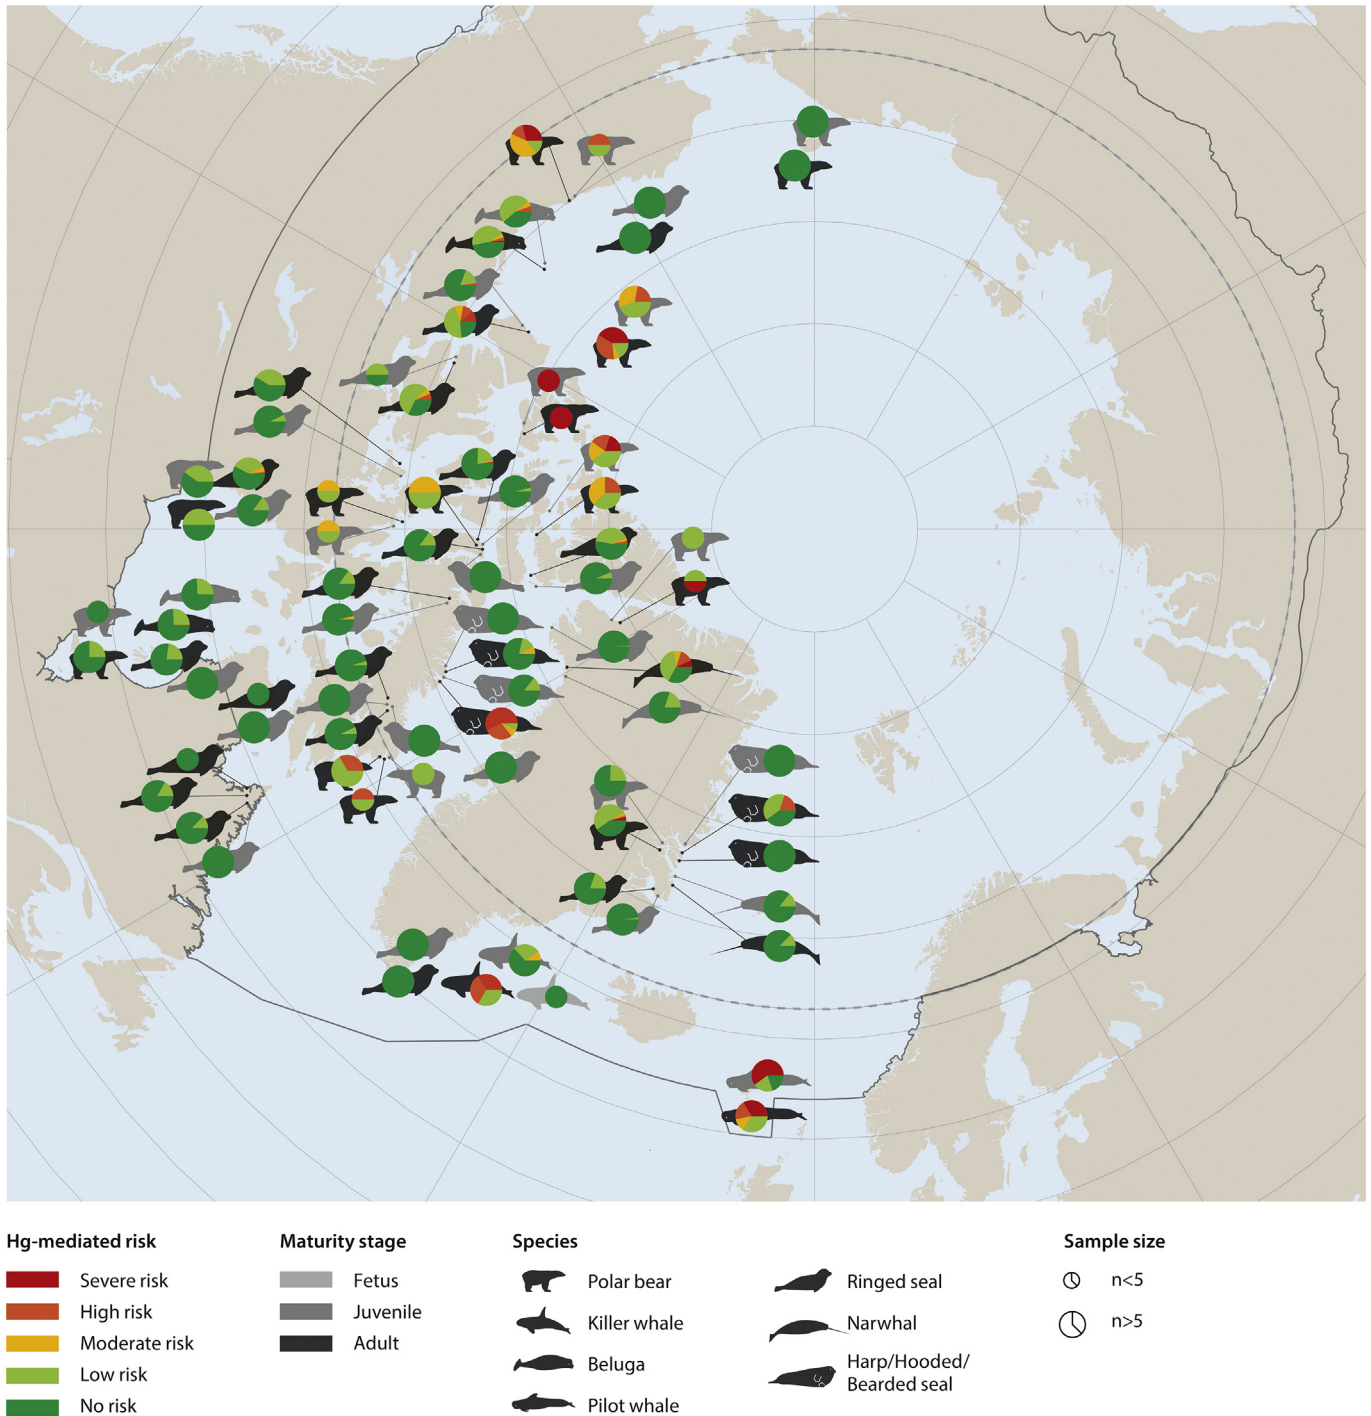 Hg-mediated risk
Severe risk
High risk
Moderate risk
Low risk
No risk
Maturity stage
Fetus
Juvenile
Adult
Species
Polar bear
Killer whale
Beluga
Pilot whale
Ringed seal
Narwhal
Harp/Hooded/
Bearded seal
Sample size
n<5
n>5